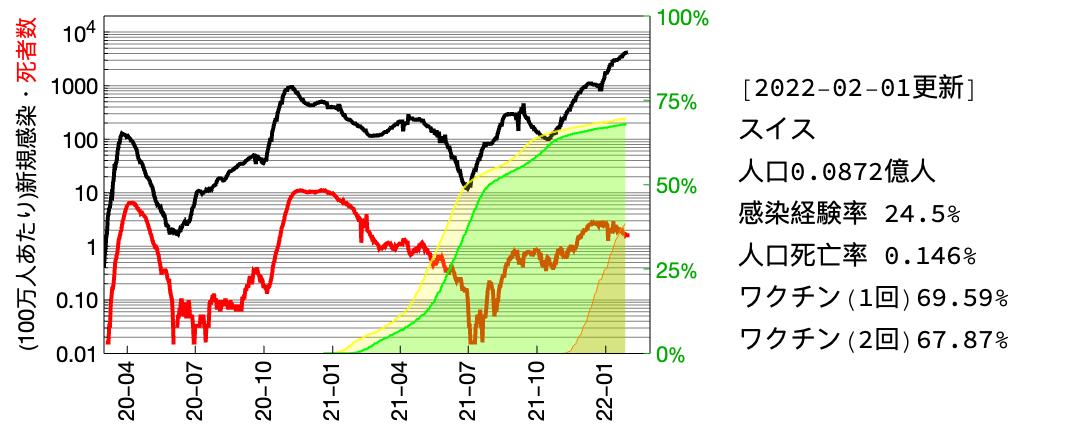 (100万人あたり)新規感染・死者数
10^4
1000
100
10
1
0.10
0.01
100%
75%
50%
25%
0%
20-04
20-07
20-10
21-01
21-04
21-07
21-10
22-01
[2022-02-01更新]
スイス
人口0.0872億人
感染経験率 24.5%
人口死亡率 0.146%
ワクチン(1回)69.59%
ワクチン(2回)67.87%